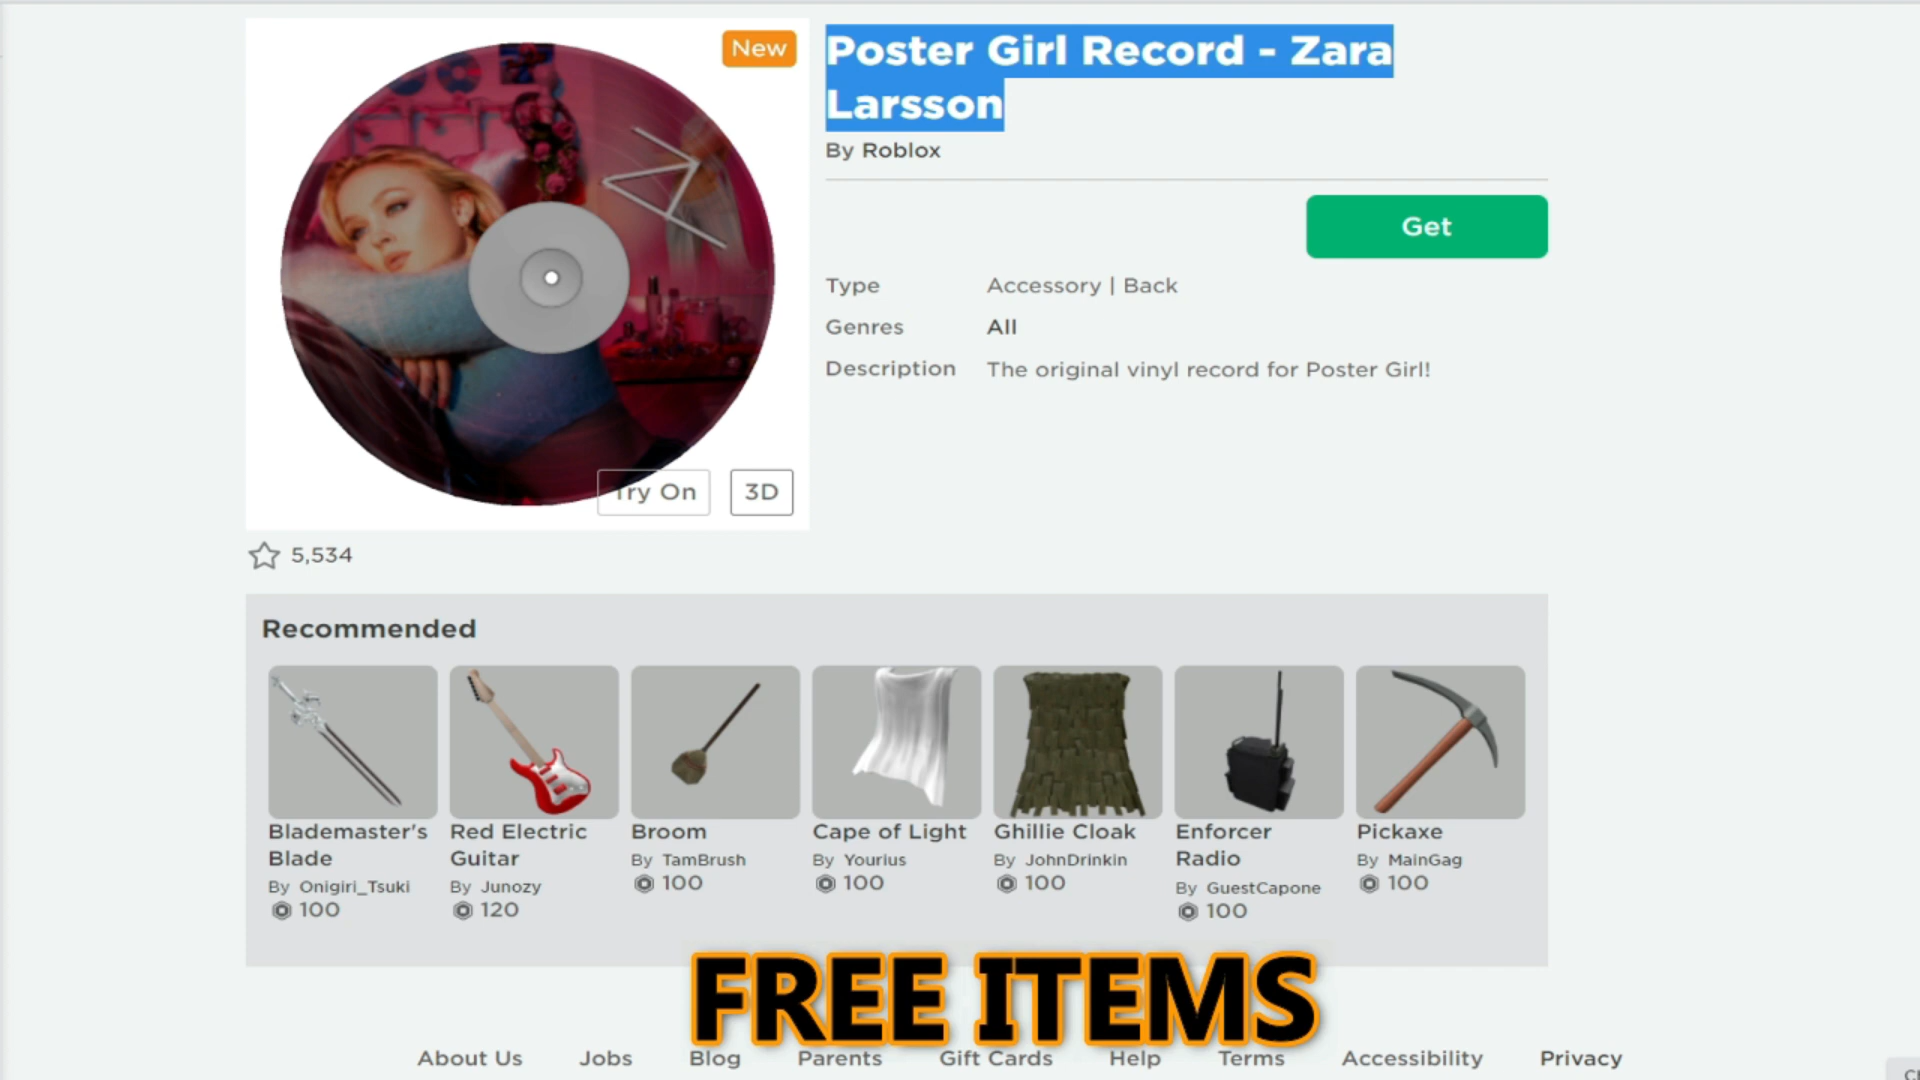 New
Poster Girl Record - Zara
Larsson
By Roblox
Get
Type Accessory | Back
Genres All
Description The original vinyl record for Poster Girl!
Try On 3D
5,534
Recommended
Blademaster's
Blade
By Onigiri_Tsuki
100
Red Electric
Guitar
By Junozy
120
Broom
By TamBrush
100
Cape of Light
By Yourius
100
Ghillie Cloak
By JohnDrinkin
100
Enforcer
Radio
By GuestCapone
100
Pickaxe
By MainGag
100
FREE ITEMS
About Us Jobs Blog Parents Gift Cards Help Terms Accessibility Privacy